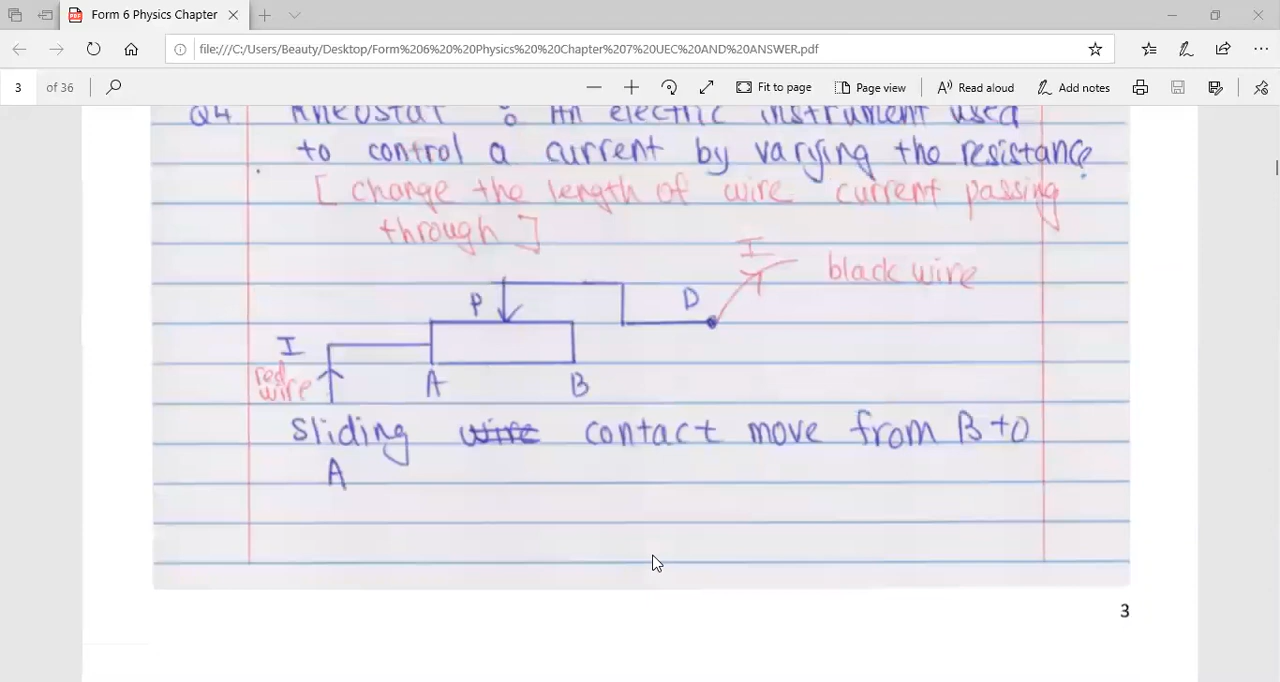 Form 6 Physics Chapter
file:///C:/Users/Beauty/Desktop/Form%206%20%20Physics%20%20Chapter%207%20UEC%20AND%20ANSWER.pdf
3 of 36
Fit to page
Page view
Read aloud
Add notes
Q4 Rheostat : An electric instrument used
to control a current by varying the resistance
[ change the length of wire current passing
through ]
I
black wire
P
D
I
red
wire
A
B
Sliding wire contact move from B to
A
3